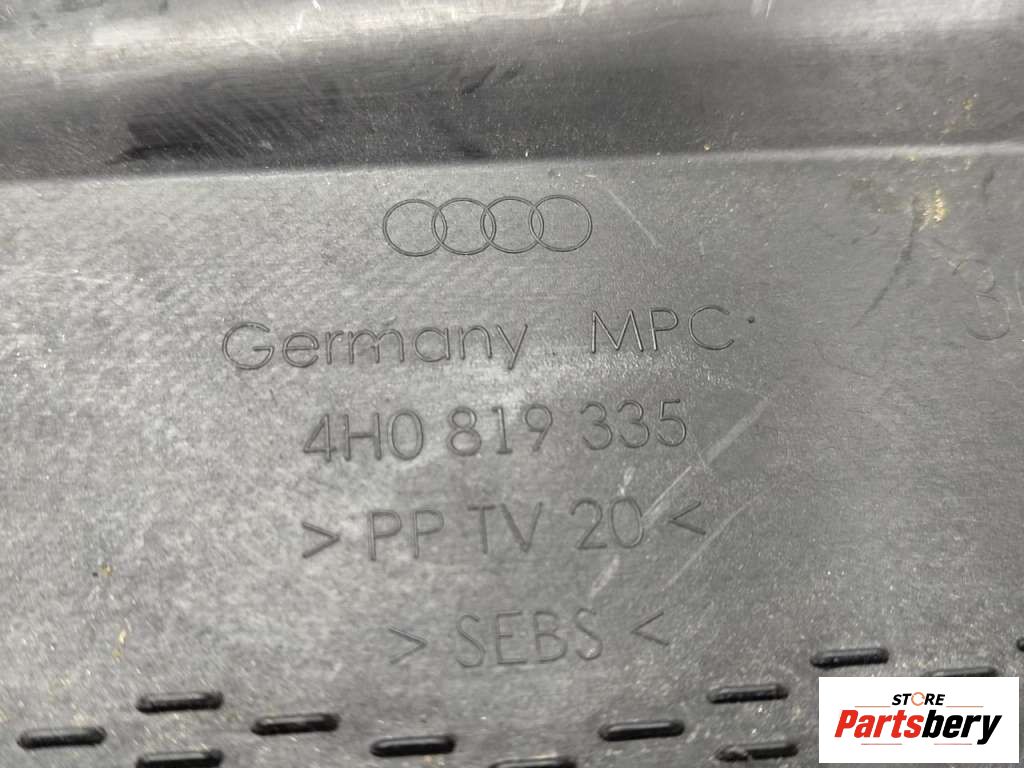 Germany MPC
4H0 819 335
> PP TV 20 <
> SEBS <
STORE
Partsbery